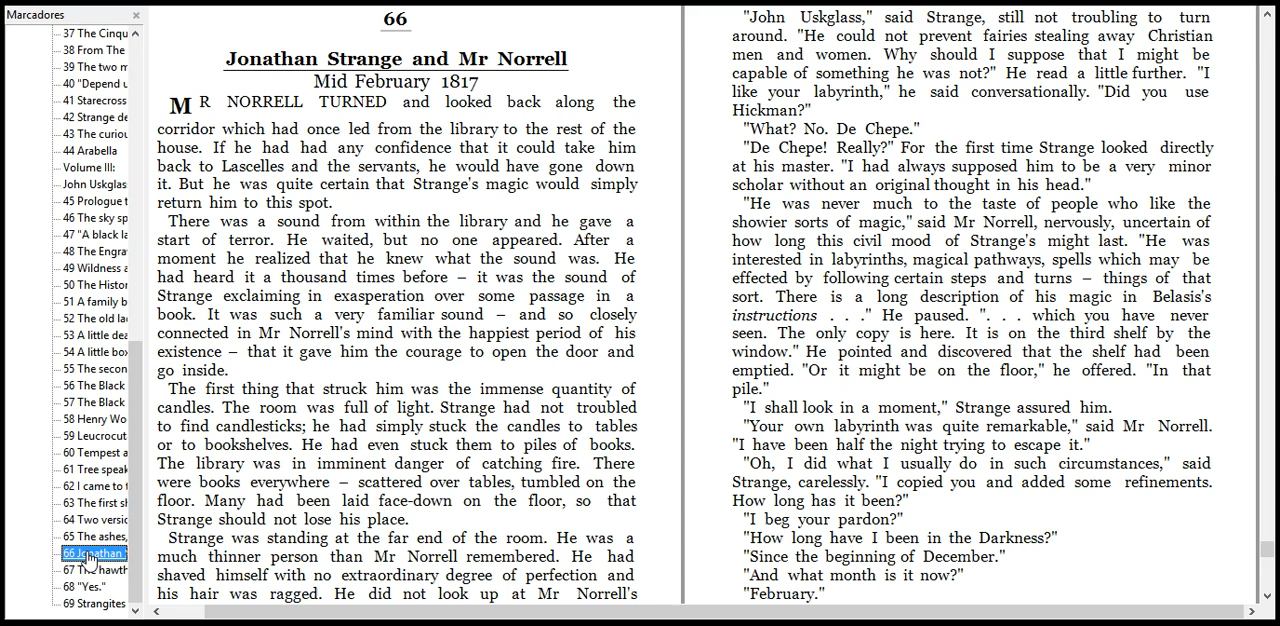 Marcadores
37 The Cinqu
38 From The
39 The two m
40 "Depend u
41 Starecross
42 Strange de
43 The curiou
44 Arabella
Volume III:
John Uskglas
45 Prologue t
46 The sky sp
47 "A black la
48 The Engra
49 Wildness a
50 The Histor
51 A family b
52 The old la
53 A little dea
54 A little box
55 The secon
56 The Black
57 The Black
58 Henry Wo
59 Leucrocut
60 Tempest a
61 Tree speak
62 I came to t
63 The first sh
64 Two versio
65 The ashes,
66 Jonathan
67 The hawth
68 "Yes."
69 Strangites
66
Jonathan Strange and Mr Norrell
Mid February 1817
MR NORRELL TURNED and looked back along the
corridor which had once led from the library to the rest of the
house. If he had had any confidence that it could take him
back to Lascelles and the servants, he would have gone down
it. But he was quite certain that Strange's magic would simply
return him to this spot.
There was a sound from within the library and he gave a
start of terror. He waited, but no one appeared. After a
moment he realized that he knew what the sound was. He
had heard it a thousand times before – it was the sound of
Strange exclaiming in exasperation over some passage in a
book. It was such a very familiar sound – and so closely
connected in Mr Norrell's mind with the happiest period of his
existence – that it gave him the courage to open the door and
go inside.
The first thing that struck him was the immense quantity of
candles. The room was full of light. Strange had not troubled
to find candlesticks; he had simply stuck the candles to tables
or to bookshelves. He had even stuck them to piles of books.
The library was in imminent danger of catching fire. There
were books everywhere – scattered over tables, tumbled on the
floor. Many had been laid face-down on the floor, so that
Strange should not lose his place.
Strange was standing at the far end of the room. He was a
much thinner person than Mr Norrell remembered. He had
shaved himself with no extraordinary degree of perfection and
his hair was ragged. He did not look up at Mr Norrell's
"John Uskglass," said Strange, still not troubling to turn
around. "He could not prevent fairies stealing away Christian
men and women. Why should I suppose that I might be
capable of something he was not?" He read a little further. "I
like your labyrinth," he said conversationally. "Did you use
Hickman?"
"What? No. De Chepe."
"De Chepe! Really?" For the first time Strange looked directly
at his master. "I had always supposed him to be a very minor
scholar without an original thought in his head."
"He was never much to the taste of people who like the
showier sorts of magic," said Mr Norrell, nervously, uncertain of
how long this civil mood of Strange's might last. "He was
interested in labyrinths, magical pathways, spells which may be
effected by following certain steps and turns – things of that
sort. There is a long description of his magic in Belasis's
instructions . . ." He paused. ". . . which you have never
seen. The only copy is here. It is on the third shelf by the
window." He pointed and discovered that the shelf had been
emptied. "Or it might be on the floor," he offered. "In that
pile."
"I shall look in a moment," Strange assured him.
"Your own labyrinth was quite remarkable," said Mr Norrell.
"I have been half the night trying to escape it."
"Oh, I did what I usually do in such circumstances," said
Strange, carelessly. "I copied you and added some refinements.
How long has it been?"
"I beg your pardon?"
"How long have I been in the Darkness?"
"Since the beginning of December."
"And what month is it now?"
"February."